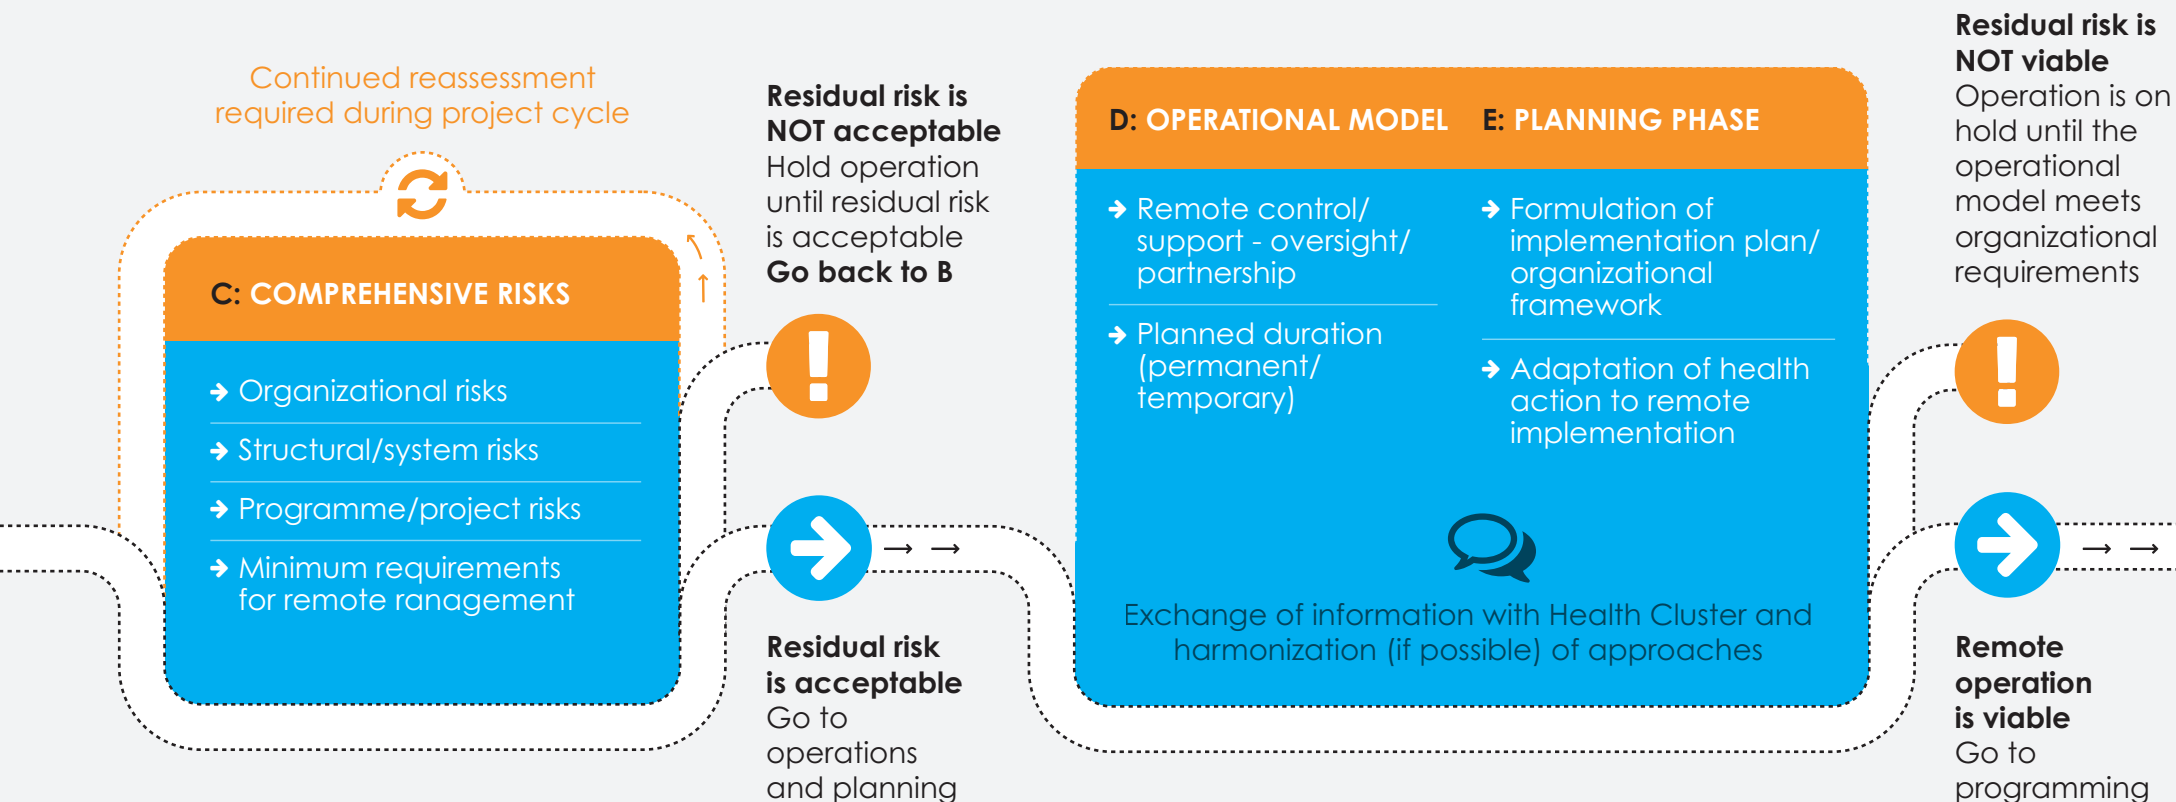 Continued reassessment
required during project cycle
C: COMPREHENSIVE RISKS
Organizational risks
Structural/system risks
Programme/project risks
Minimum requirements
for remote ranagement
Residual risk is
NOT acceptable
Hold operation
until residual risk
is acceptable
Go back to B
Residual risk
is acceptable
Go to
operations
and planning
D: OPERATIONAL MODEL
Remote control/
support - oversight/
partnership
Planned duration
(permanent/
temporary)
E: PLANNING PHASE
Formulation of
implementation plan/
organizational
framework
Adaptation of health
action to remote
implementation
Exchange of information with Health Cluster and
harmonization (if possible) of approaches
Residual risk is
NOT viable
Operation is on
hold until the
operational
model meets
organizational
requirements
Remote
operation
is viable
Go to
programming